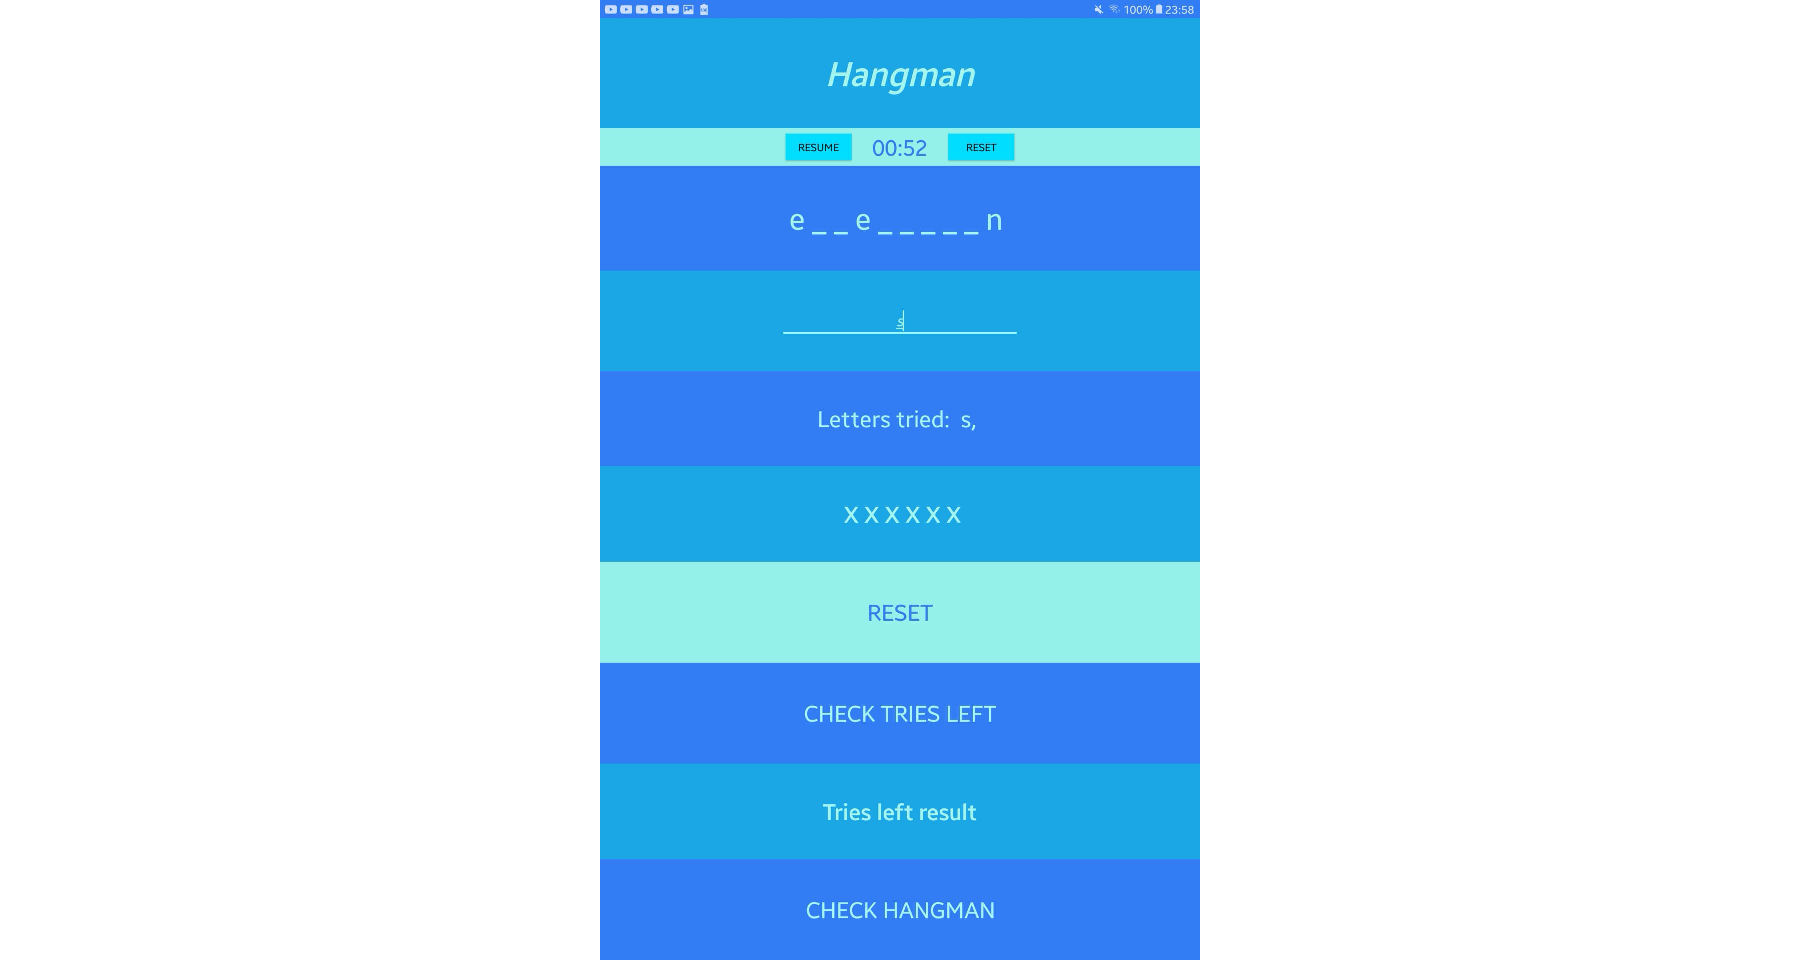 100% 23:58
Hangman
RESUME 00:52 RESET
e _ _ e _ _ _ _ _ n
s
Letters tried: s,
X X X X X X
RESET
CHECK TRIES LEFT
Tries left result
CHECK HANGMAN